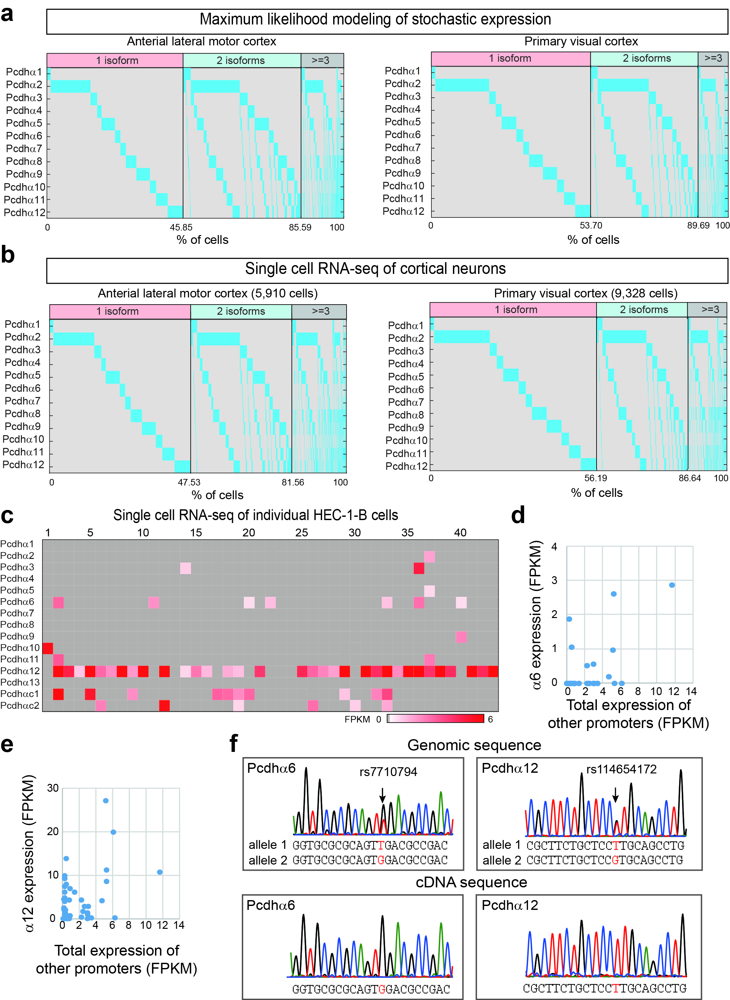 a
Maximum likelihood modeling of stochastic expression
Anterial lateral motor cortex
1 isoform 2 isoforms >=3
Pcdhα1
Pcdhα2
Pcdhα3
Pcdhα4
Pcdhα5
Pcdhα6
Pcdhα7
Pcdhα8
Pcdhα9
Pcdhα10
Pcdhα11
Pcdhα12
0 45.85 85.59 100
% of cells
Primary visual cortex
1 isoform 2 isoforms >=3
Pcdhα1
Pcdhα2
Pcdhα3
Pcdhα4
Pcdhα5
Pcdhα6
Pcdhα7
Pcdhα8
Pcdhα9
Pcdhα10
Pcdhα11
Pcdhα12
0 53.70 89.69 100
% of cells
b
Single cell RNA-seq of cortical neurons
Anterial lateral motor cortex (5,910 cells)
1 isoform 2 isoforms >=3
Pcdhα1
Pcdhα2
Pcdhα3
Pcdhα4
Pcdhα5
Pcdhα6
Pcdhα7
Pcdhα8
Pcdhα9
Pcdhα10
Pcdhα11
Pcdhα12
0 47.53 81.56 100
% of cells
Primary visual cortex (9,328 cells)
1 isoform 2 isoforms >=3
Pcdhα1
Pcdhα2
Pcdhα3
Pcdhα4
Pcdhα5
Pcdhα6
Pcdhα7
Pcdhα8
Pcdhα9
Pcdhα10
Pcdhα11
Pcdhα12
0 56.19 86.64 100
% of cells
c
Single cell RNA-seq of individual HEC-1-B cells
1 5 10 15 20 25 30 35 40
Pcdhα1
Pcdhα2
Pcdhα3
Pcdhα4
Pcdhα5
Pcdhα6
Pcdhα7
Pcdhα8
Pcdhα9
Pcdhα10
Pcdhα11
Pcdhα12
Pcdhα13
Pcdhαc1
Pcdhαc2
FPKM 0 6
d
α6 expression (FPKM)
4
3
2
1
0
0 2 4 6 8 10 12 14
Total expression of
other promoters (FPKM)
e
α12 expression (FPKM)
30
20
10
0
0 2 4 6 8 10 12 14
Total expression of
other promoters (FPKM)
f
Genomic sequence
Pcdhα6
rs7710794
allele 1 GGTGCGCGCAGTTGACGCCGAC
allele 2 GGTGCGCGCAGTGGACGCCGAC
Pcdhα12
rs114654172
allele 1 CGCTTCTGCTCCTTGCAGCCTG
allele 2 CGCTTCTGCTCCGTGCAGCCTG
cDNA sequence
Pcdhα6
GGTGCGCGCAGTGGACGCCGAC
Pcdhα12
CGCTTCTGCTCCTTGCAGCCTG